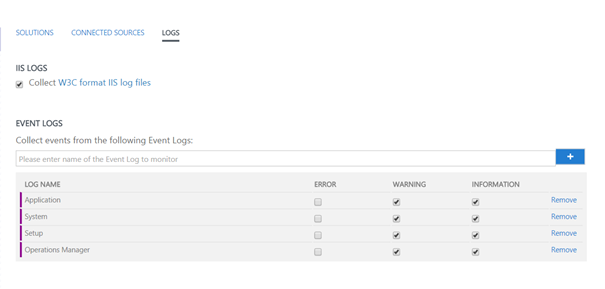 SOLUTIONS CONNECTED SOURCES LOGS
IIS LOGS
Collect W3C format IIS log files
EVENT LOGS
Collect events from the following Event Logs:
Please enter name of the Event Log to monitor +
LOG NAME ERROR WARNING INFORMATION
Application Remove
System Remove
Setup Remove
Operations Manager Remove